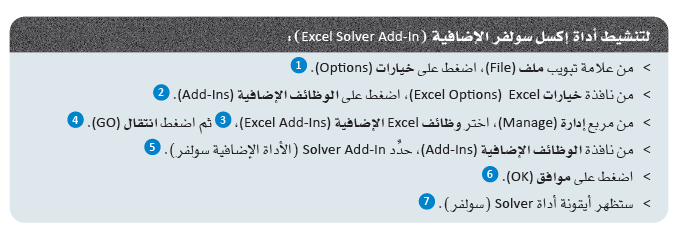 لتنشيط أداة إكسل سولفر الإضافية (Excel Solver Add-In):
< من علامة تبويب ملف (File)، اضغط على خيارات (Options). 1
< من نافذة خيارات Excel (Excel Options)، اضغط على الوظائف الإضافية (Add-Ins). 2
< من مربع إدارة (Manage)، اختر وظائف Excel الإضافية (Excel Add-Ins)، 3 ثم اضغط انتقال (GO). 4
< من نافذة الوظائف الإضافية (Add-Ins)، حدِّد Solver Add-In (الأداة الإضافية سولفر). 5
< اضغط على موافق (OK). 6
< ستظهر أيقونة أداة Solver (سولفر). 7